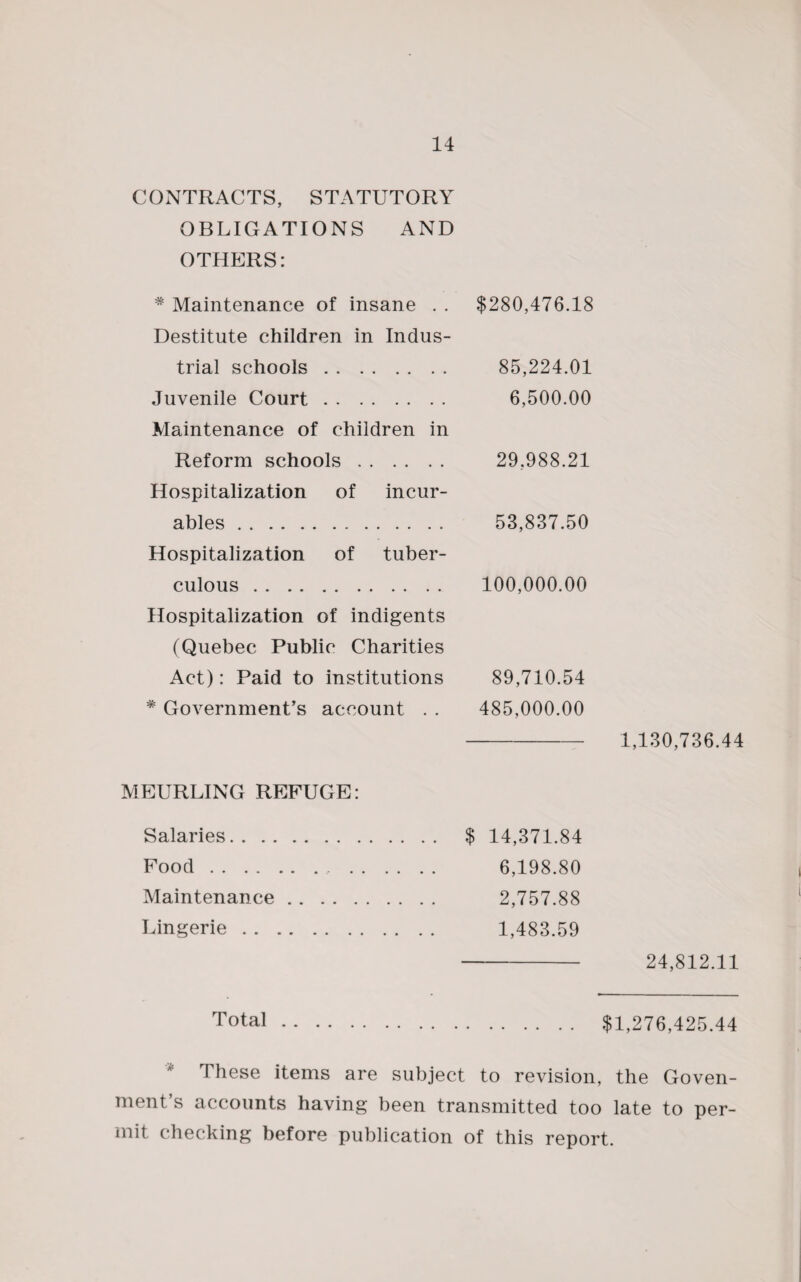 14
CONTRACTS, STATUTORY
OBLIGATIONS AND
OTHERS:
* Maintenance of insane . . $280,476.18
Destitute children in Indus-
trial schools . . . . . . . . 85,224.01
Juvenile Court . . . . . . . . 6,500.00
Maintenance of children in
Reform schools . . . . . . 29,988.21
Hospitalization of incur-
ables . . . . . . . . . . . . . . 53,837.50
Hospitalization of tuber-
culous . . . . . . . . . . . . 100,000.00
Hospitalization of indigents
(Quebec Public Charities
Act): Paid to institutions 89,710.54
* Government's account . . 485,000.00
1,130,736.44
MEURLING REFUGE:
Salaries. . . . . . . . . . . . . . $ 14,371.84
Food . . . . . . . . . . . . . . 6,198.80
Maintenance . . . . . . . . . . 2,757.88
Lingerie . . . . . . . . . . . . 1,483.59
24,812.11
Total . . . . . . . . . . . . . . . . . . $1,276,425.44
* These items are subject to revision, the Goven-
ment's accounts having been transmitted too late to per-
mit checking before publication of this report.